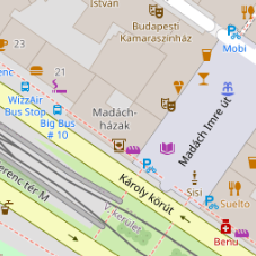 István
Budapesti
Kamaraszínház
Mobi
23
21
WizzAir
Bus Stop
Big Bus
# 10
Madách-
házak
Madách Imre út
Károly körút
V. kerület
Sisi
Suelto
Benu